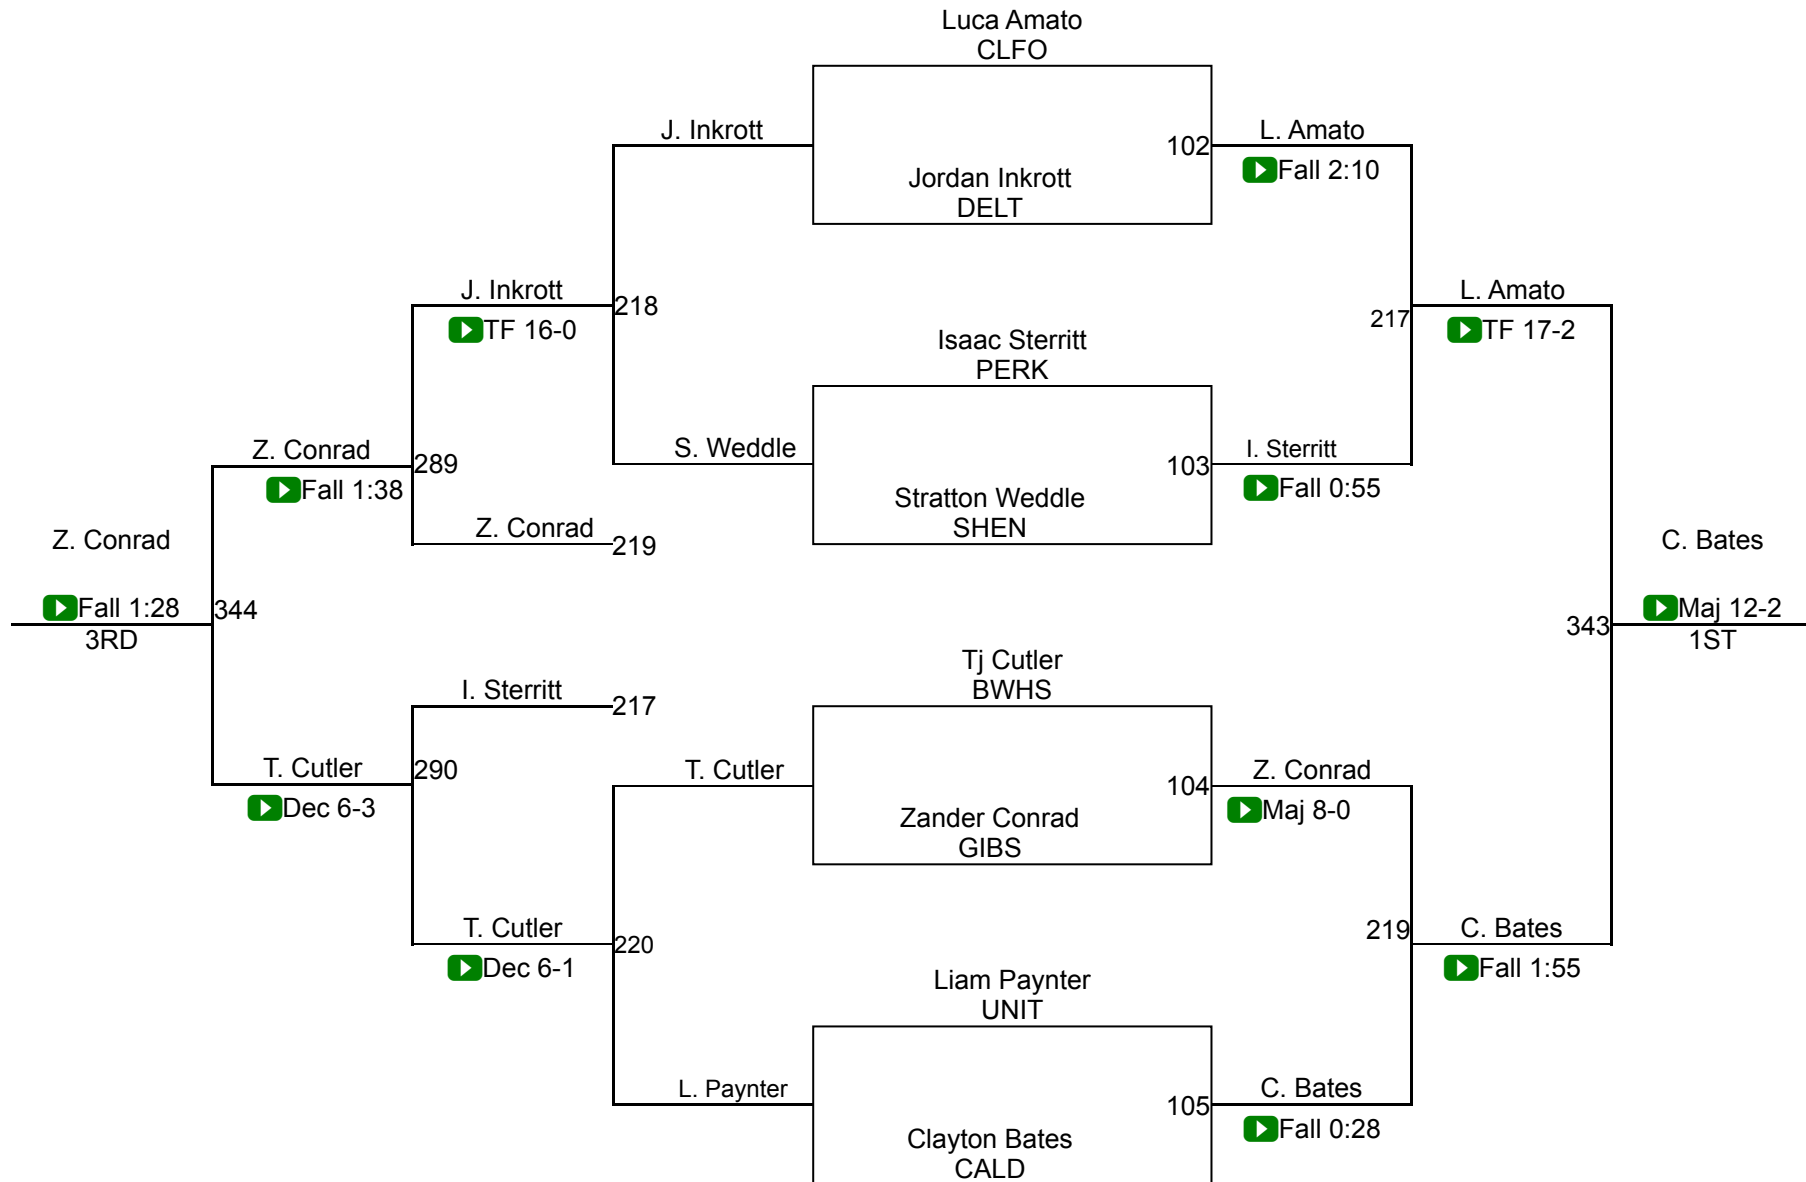 Luca Amato
CLFO
J. Inkrott
102
L. Amato
Fall 2:10
Jordan Inkrott
DELT
J. Inkrott
TF 16-0
218
L. Amato
217
TF 17-2
Isaac Sterritt
PERK
Z. Conrad
Fall 1:38
289
S. Weddle
103
I. Sterritt
Fall 0:55
Stratton Weddle
SHEN
Z. Conrad
219
Z. Conrad
Fall 1:28
3RD
344
C. Bates
343
Maj 12-2
1ST
I. Sterritt
217
Tj Cutler
BWHS
T. Cutler
Dec 6-3
290
T. Cutler
104
Z. Conrad
Maj 8-0
Zander Conrad
GIBS
T. Cutler
Dec 6-1
220
219
C. Bates
Fall 1:55
Liam Paynter
UNIT
L. Paynter
105
C. Bates
Fall 0:28
Clayton Bates
CALD